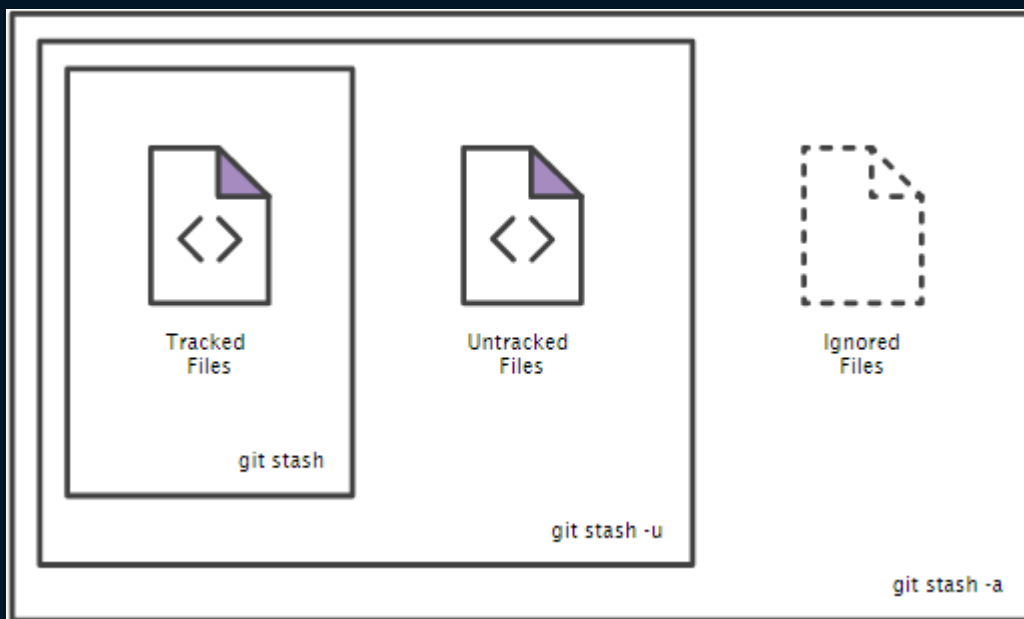 Tracked
Files
Untracked
Files
Ignored
Files
git stash
git stash -u
git stash -a